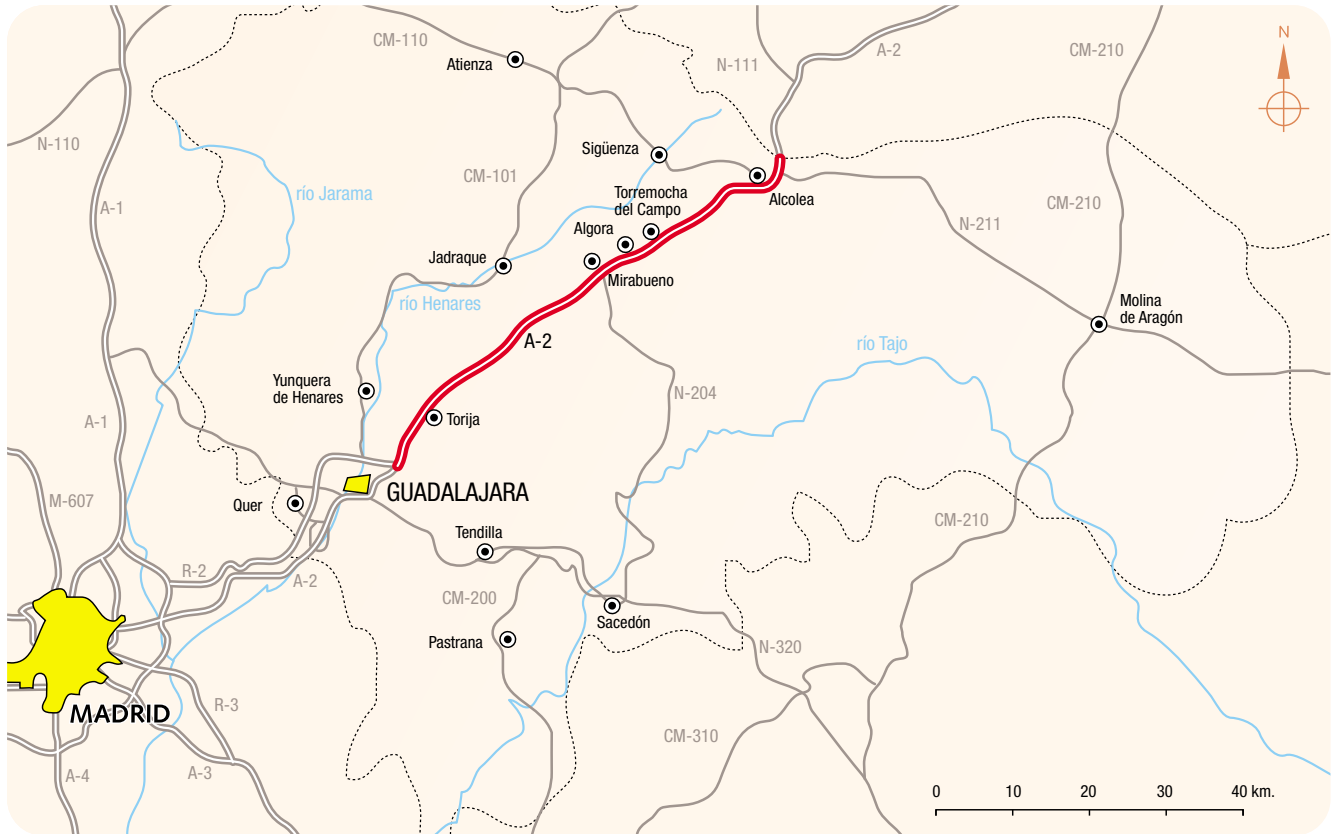 CM-110
Atienza
N-111
A-2
CM-210
N
N-110
Sigüenza
CM-101
río Jarama
A-1
Torremocha
del Campo
Alcolea
CM-210
Algora
N-211
Jadraque
Mirabueno
río Henares
Molina
de Aragón
A-2
río Tajo
Yunquera
de Henares
N-204
A-1
Torija
M-607
Quer
GUADALAJARA
CM-210
Tendilla
R-2
A-2
CM-200
Sacedón
Pastrana
N-320
R-3
MADRID
CM-310
A-4
A-3
0 10 20 30 40 km.